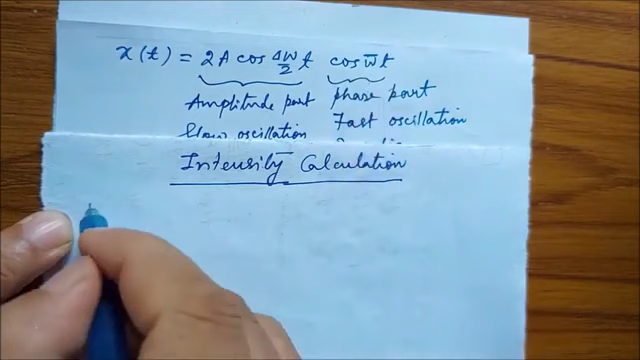 x(t) = 2A cos Δω/2 t cos ω̅t
Amplitude part phase part
Slow oscillation Fast oscillation
Intensity Calculation